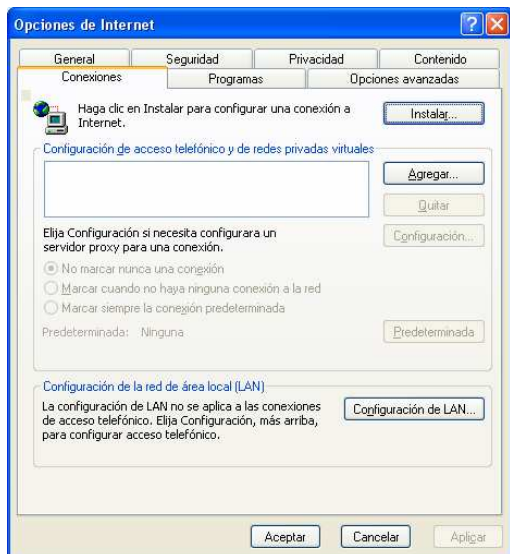 Opciones de Internet
General
Seguridad
Privacidad
Contenido
Conexiones
Programas
Opciones avanzadas
Haga clic en Instalar para configurar una conexión a
Internet.
Instalar...
Configuración de acceso telefónico y de redes privadas virtuales
Agregar...
Quitar
Configuración...
Elija Configuración si necesita configurara un
servidor proxy para una conexión.
No marcar nunca una conexión
Marcar cuando no haya ninguna conexión a la red
Marcar siempre la conexión predeterminada
Predeterminada: Ninguna
Predeterminada
Configuración de la red de área local (LAN)
La configuración de LAN no se aplica a las conexiones
de acceso telefónico. Elija Configuración, más arriba,
para configurar acceso telefónico.
Configuración de LAN...
Aceptar
Cancelar
Aplicar